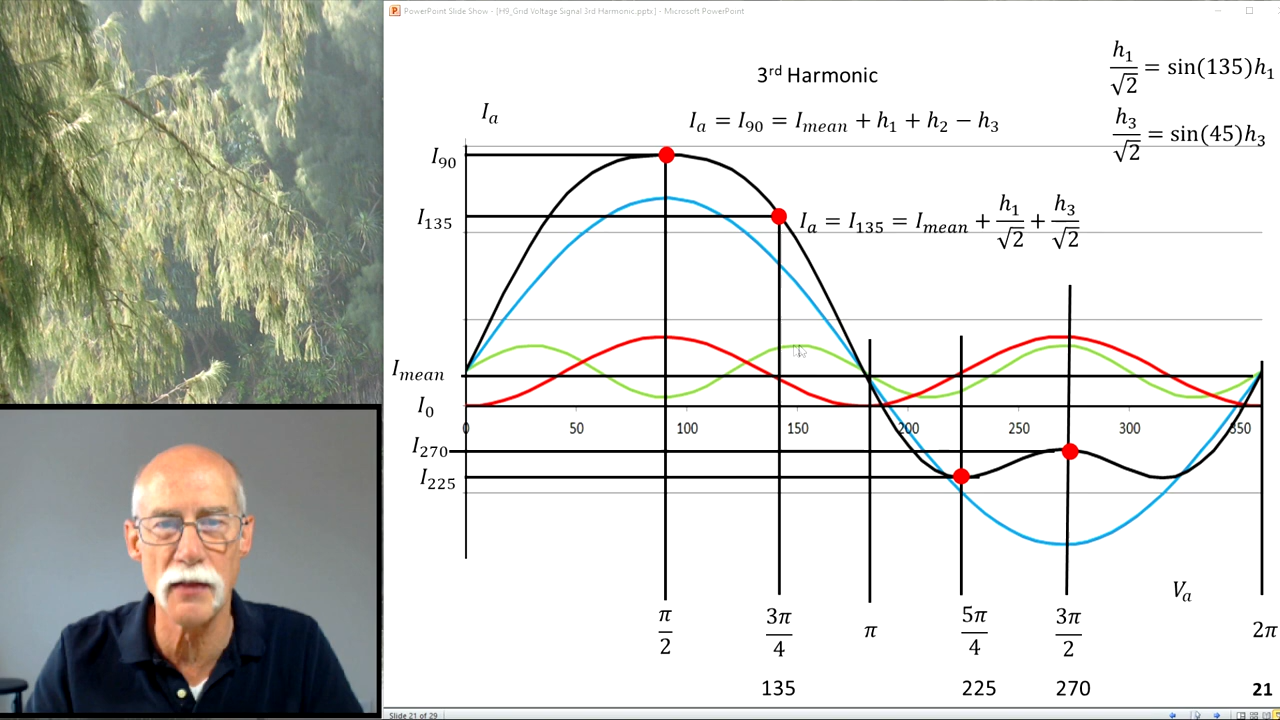 PowerPoint Slide Show - [H9_Grid Voltage Signal 3rd Harmonic.pptx] - Microsoft PowerPoint
3rd Harmonic
h₁/√2 = sin(135)h₁
h₃/√2 = sin(45)h₃
Iₐ
Iₐ = I₉₀ = Iₘₑₐₙ + h₁ + h₂ − h₃
I₉₀
I₁₃₅
Iₐ = I₁₃₅ = Iₘₑₐₙ + h₁/√2 + h₃/√2
Iₘₑₐₙ
I₀
0 50 100 150 200 250 300 350
I₂₇₀
I₂₂₅
Vₐ
π/2 3π/4 π 5π/4 3π/2 2π
135 225 270 21
Slide 21 of 29